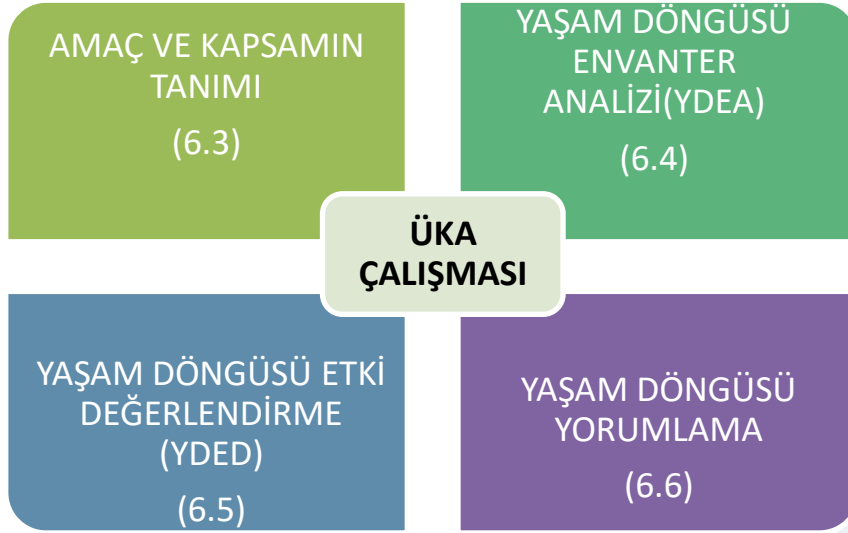 AMAÇ VE KAPSAMIN
TANIMI
(6.3)
YAŞAM DÖNGÜSÜ
ENVANTER
ANALİZİ(YDEA)
(6.4)
ÜKA
ÇALIŞMASI
YAŞAM DÖNGÜSÜ ETKİ
DEĞERLENDİRME
(YDED)
(6.5)
YAŞAM DÖNGÜSÜ
YORUMLAMA
(6.6)